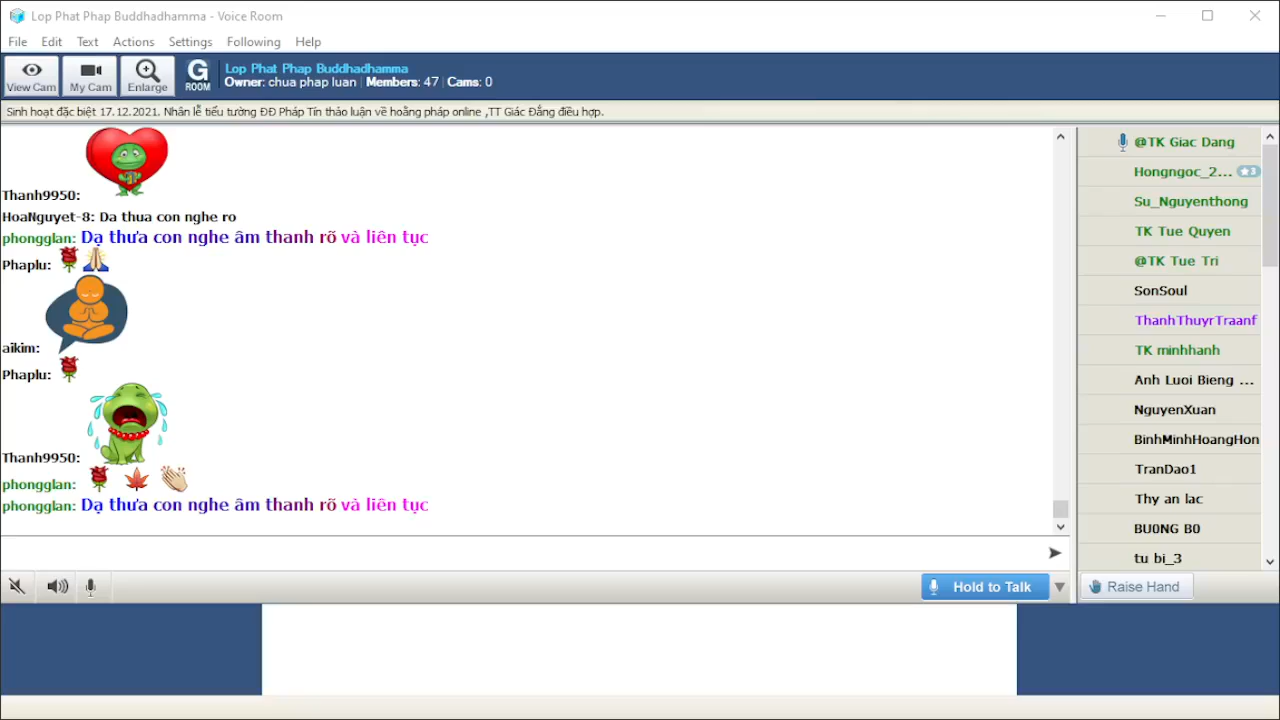 Lop Phat Phap Buddhadhamma - Voice Room
File Edit Text Actions Settings Following Help
View Cam My Cam Enlarge G ROOM
Lop Phat Phap Buddhadhamma
Owner: chua phap luan | Members: 47 | Cams: 0
Sinh hoạt đặc biệt 17.12.2021. Nhân lễ tiểu tường ĐĐ Pháp Tín thảo luận về hoằng pháp online ,TT Giác Đẳng điều hợp.
Thanh9950:
HoaNguyet-8: Da thua con nghe ro
phongglan: Dạ thưa con nghe âm thanh rõ và liên tục
Phaplu:
aikim:
Phaplu:
Thanh9950:
phongglan:
phongglan: Dạ thưa con nghe âm thanh rõ và liên tục
Hold to Talk
@TK Giac Dang
Hongngoc_2... 3
Su_Nguyenthong
TK Tue Quyen
@TK Tue Tri
SonSoul
ThanhThuyrTraanf
TK minhhanh
Anh Luoi Bieng ...
NguyenXuan
BinhMinhHoangHon
TranDao1
Thy an lac
BU0NG B0
tu bi_3
Raise Hand